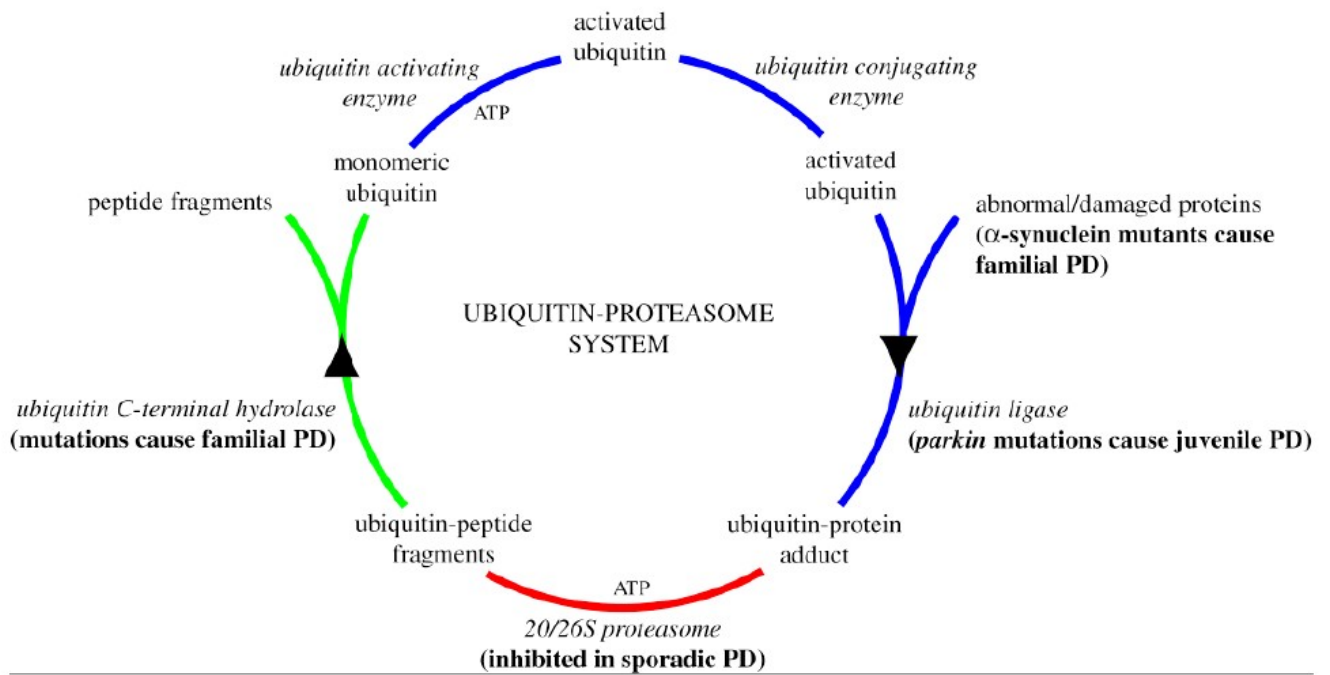 activated
ubiquitin
ubiquitin activating
enzyme
ATP
ubiquitin conjugating
enzyme
monomeric
ubiquitin
activated
ubiquitin
peptide fragments
abnormal/damaged proteins
(α-synuclein mutants cause
familial PD)
UBIQUITIN-PROTEASOME
SYSTEM
ubiquitin C-terminal hydrolase
(mutations cause familial PD)
ubiquitin ligase
(parkin mutations cause juvenile PD)
ubiquitin-peptide
fragments
ubiquitin-protein
adduct
ATP
20/26S proteasome
(inhibited in sporadic PD)